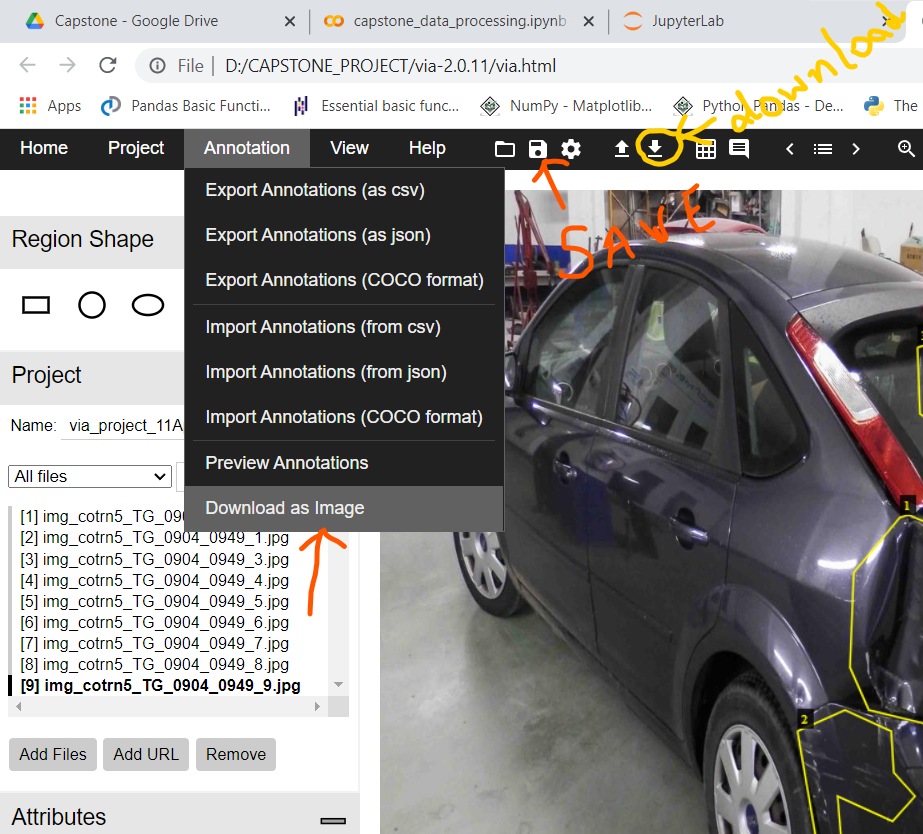 Capstone - Google Drive
capstone_data_processing.ipynb
JupyterLab
File | D:/CAPSTONE_PROJECT/via-2.0.11/via.html
download
Apps
Pandas Basic Functi...
Essential basic func...
NumPy - Matplotlib...
Python Pandas - De...
The
Home Project Annotation View Help
SAVE
Export Annotations (as csv)
Export Annotations (as json)
Export Annotations (COCO format)
Import Annotations (from csv)
Import Annotations (from json)
Import Annotations (COCO format)
Preview Annotations
Download as Image
Region Shape
Project
Name: via_project_11A
All files
[1] img_cotrn5_TG_090
[2] img_cotrn5_TG_0904_0949_1.jpg
[3] img_cotrn5_TG_0904_0949_3.jpg
[4] img_cotrn5_TG_0904_0949_4.jpg
[5] img_cotrn5_TG_0904_0949_5.jpg
[6] img_cotrn5_TG_0904_0949_6.jpg
[7] img_cotrn5_TG_0904_0949_7.jpg
[8] img_cotrn5_TG_0904_0949_8.jpg
[9] img_cotrn5_TG_0904_0949_9.jpg
1
2
Add Files Add URL Remove
Attributes